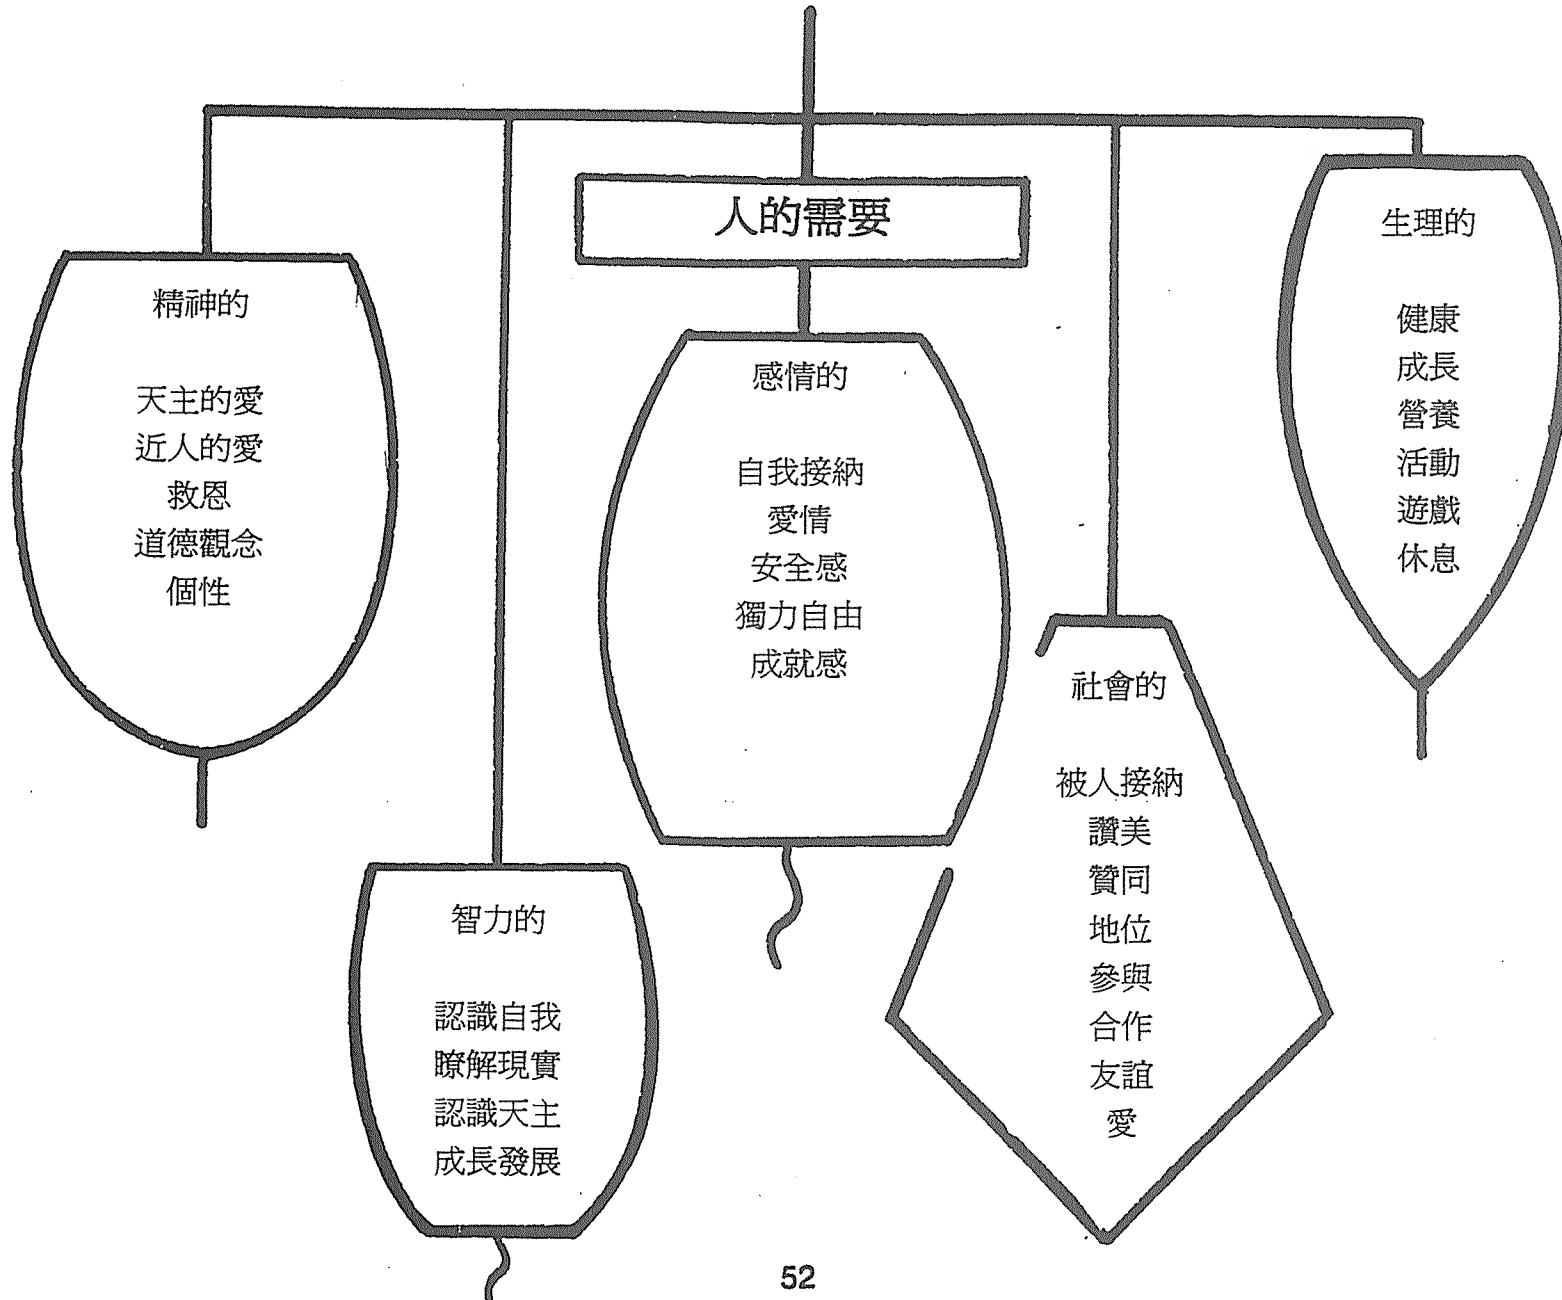 人的需要
精神的
天主的愛
近人的愛
救恩
道德觀念
個性
智力的
認識自我
瞭解現實
認識天主
成長發展
感情的
自我接納
愛情
安全感
獨力自由
成就感
社會的
被人接納
讚美
贊同
地位
參與
合作
友誼
愛
生理的
健康
成長
營養
活動
遊戲
休息
52